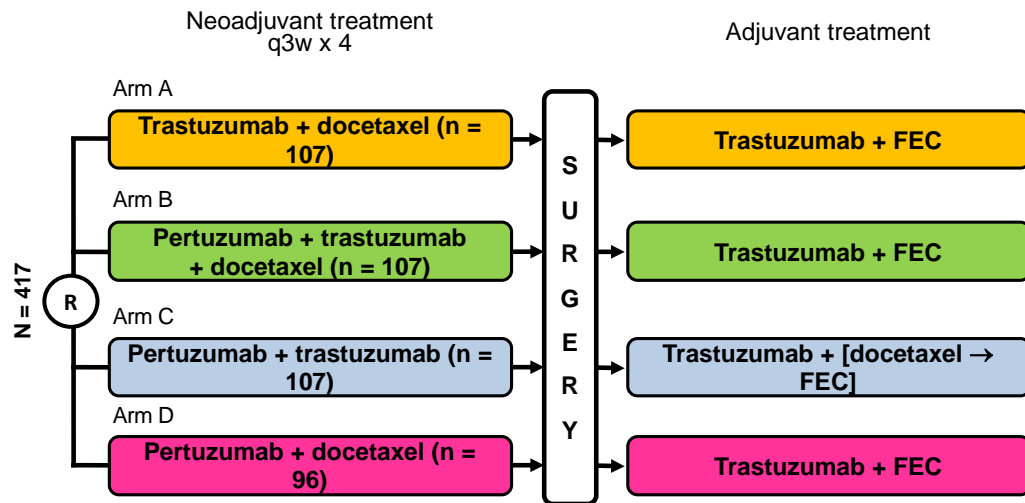 Neoadjuvant treatment
q3w x 4
Adjuvant treatment
Arm A
Trastuzumab + docetaxel (n =
107)
Trastuzumab + FEC
Arm B
Pertuzumab + trastuzumab
+ docetaxel (n = 107)
Trastuzumab + FEC
N = 417
R
Arm C
Pertuzumab + trastuzumab (n =
107)
Trastuzumab + [docetaxel →
FEC]
Arm D
Pertuzumab + docetaxel (n =
96)
Trastuzumab + FEC
S
U
R
G
E
R
Y